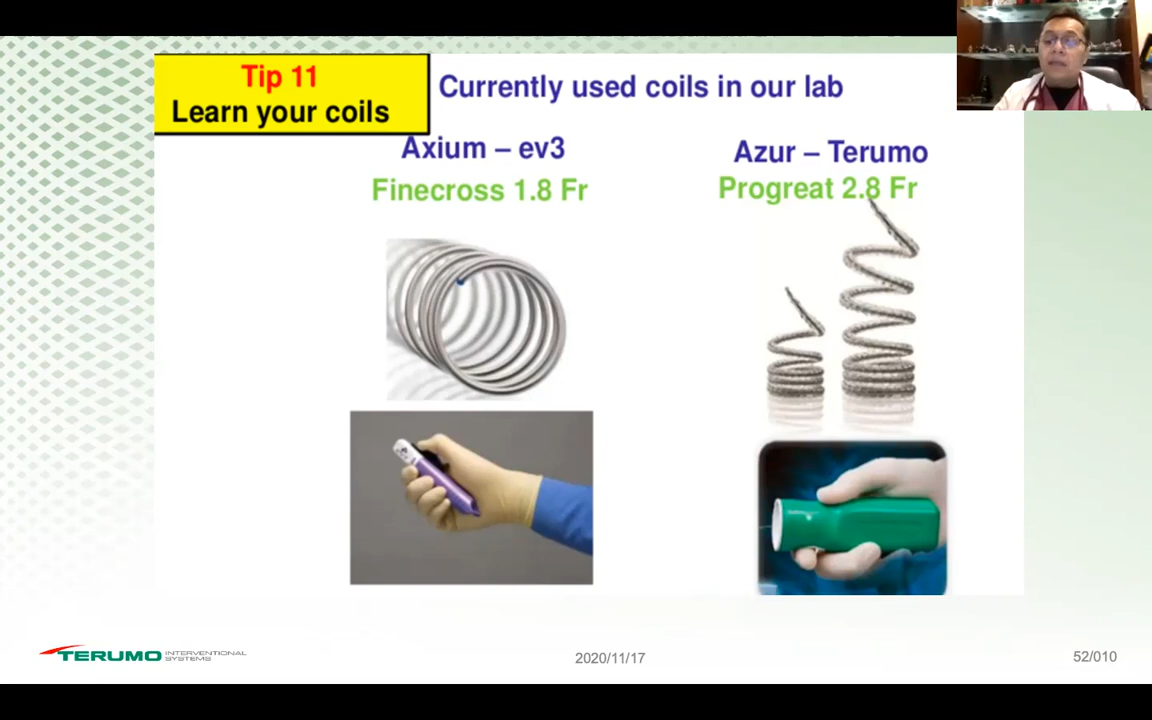 Tip 11
Learn your coils
Currently used coils in our lab
Axium – ev3
Finecross 1.8 Fr
Azur – Terumo
Progreat 2.8 Fr
TERUMO INTERVENTIONAL
SYSTEMS
2020/11/17
52/010